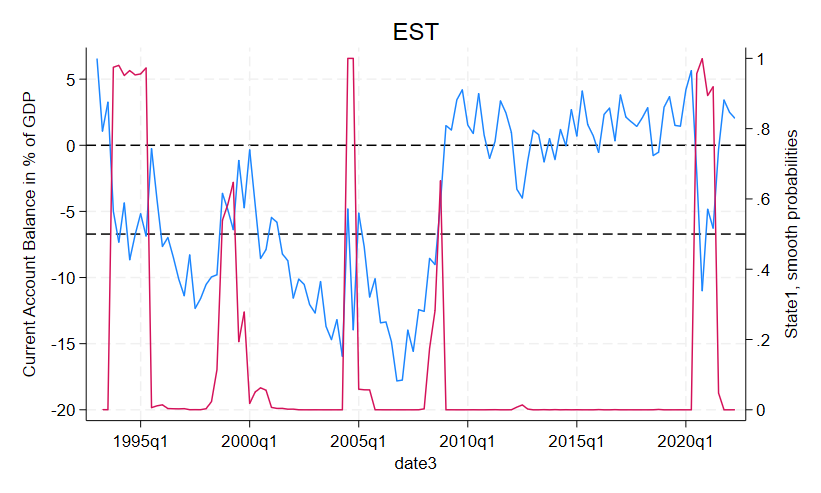 EST
Current Account Balance in % of GDP
5
0
-5
-10
-15
-20
1
.8
.6
.4
.2
0
State1, smooth probabilities
1995q1 2000q1 2005q1 2010q1 2015q1 2020q1
date3